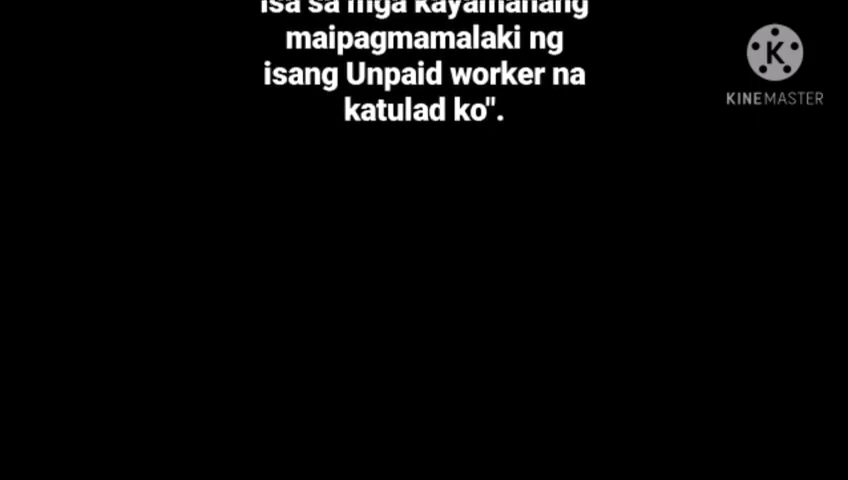 isa sa mga kayamanang
maipagmamalaki ng
isang Unpaid worker na
katulad ko".
K
KINEMASTER